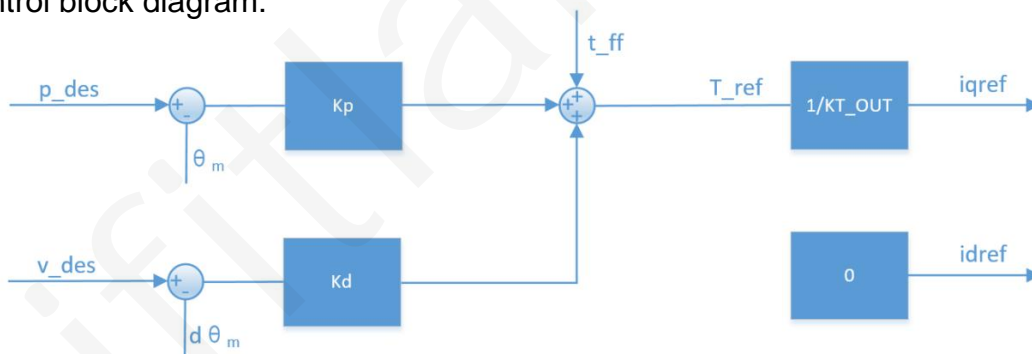 ntrol block diagram:
t_ff
p_des
+
-
Kp
+
+
+
T_ref
1/KT_OUT
iqref
θ m
v_des
+
-
Kd
0
idref
d θ m